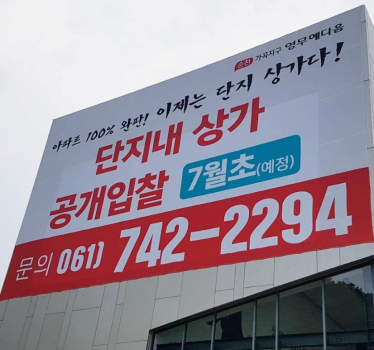 순천 가곡지구 영무예다음
아파트 100% 완판! 이제는 단지 상가다!
단지내 상가
공개입찰 7월초(예정)
문의 061) 742-2294